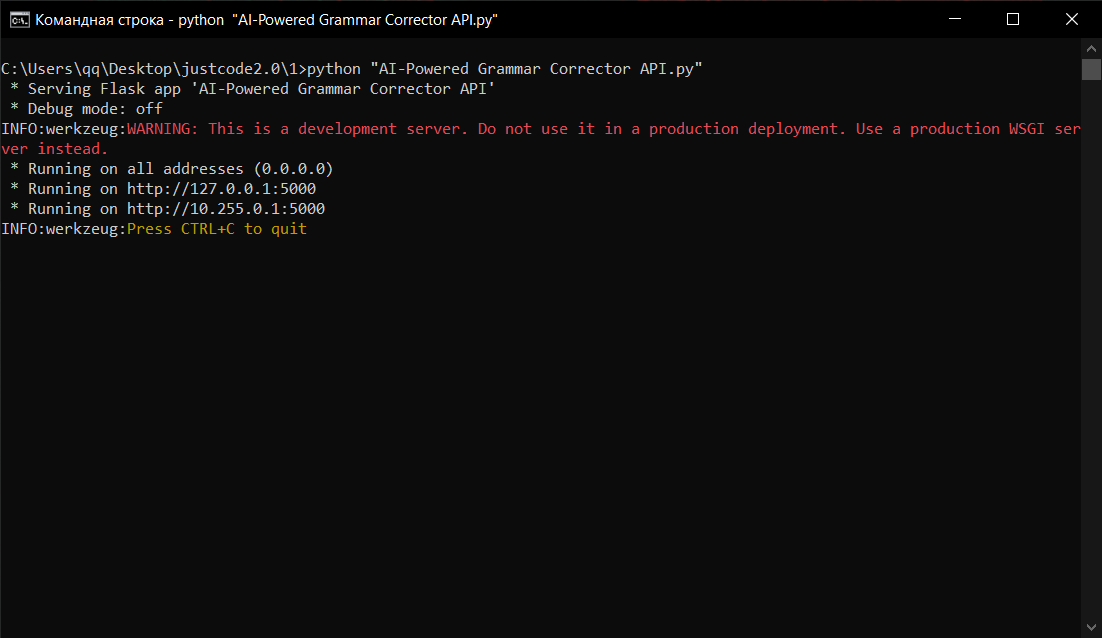 Командная строка - python "AI-Powered Grammar Corrector API.py"
C:\Users\qq\Desktop\justcode2.0\1>python "AI-Powered Grammar Corrector API.py"
 * Serving Flask app 'AI-Powered Grammar Corrector API'
 * Debug mode: off
INFO:werkzeug:WARNING: This is a development server. Do not use it in a production deployment. Use a production WSGI ser
ver instead.
 * Running on all addresses (0.0.0.0)
 * Running on http://127.0.0.1:5000
 * Running on http://10.255.0.1:5000
INFO:werkzeug:Press CTRL+C to quit